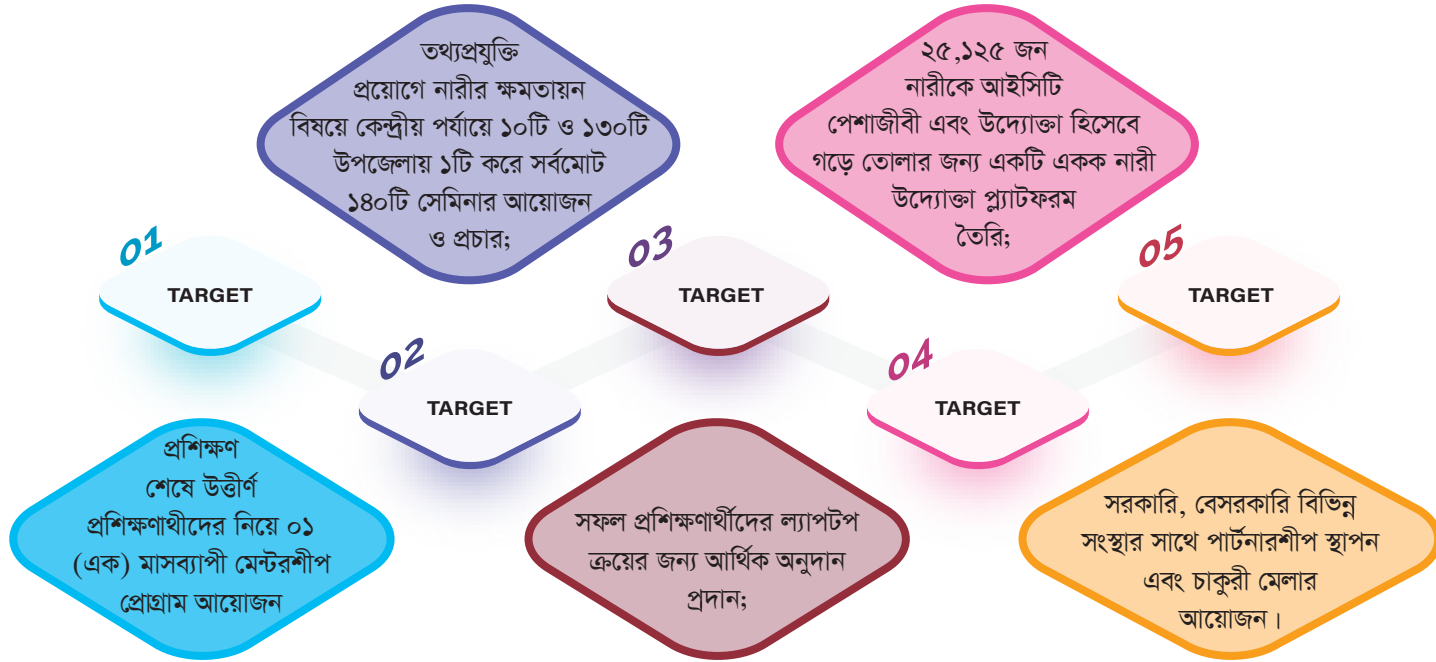 01
TARGET
প্রশিক্ষণ
শেষে উত্তীর্ণ
প্রশিক্ষণাথীদের নিয়ে ০১
(এক) মাসব্যাপী মেন্টরশীপ
প্রোগ্রাম আয়োজন
02
TARGET
তথ্যপ্রযুক্তি
প্রয়োগে নারীর ক্ষমতায়ন
বিষয়ে কেন্দ্রীয় পর্যায়ে ১০টি ও ১৩০টি
উপজেলায় ১টি করে সর্বমোট
১৪০টি সেমিনার আয়োজন
ও প্রচার;
03
TARGET
সফল প্রশিক্ষণার্থীদের ল্যাপটপ
ক্রয়ের জন্য আর্থিক অনুদান
প্রদান;
04
TARGET
২৫,১২৫ জন
নারীকে আইসিটি
পেশাজীবী এবং উদ্যোক্তা হিসেবে
গড়ে তোলার জন্য একটি একক নারী
উদ্যোক্তা প্ল্যাটফরম
তৈরি;
05
TARGET
সরকারি, বেসরকারি বিভিন্ন
সংস্থার সাথে পার্টনারশীপ স্থাপন
এবং চাকুরী মেলার
আয়োজন।